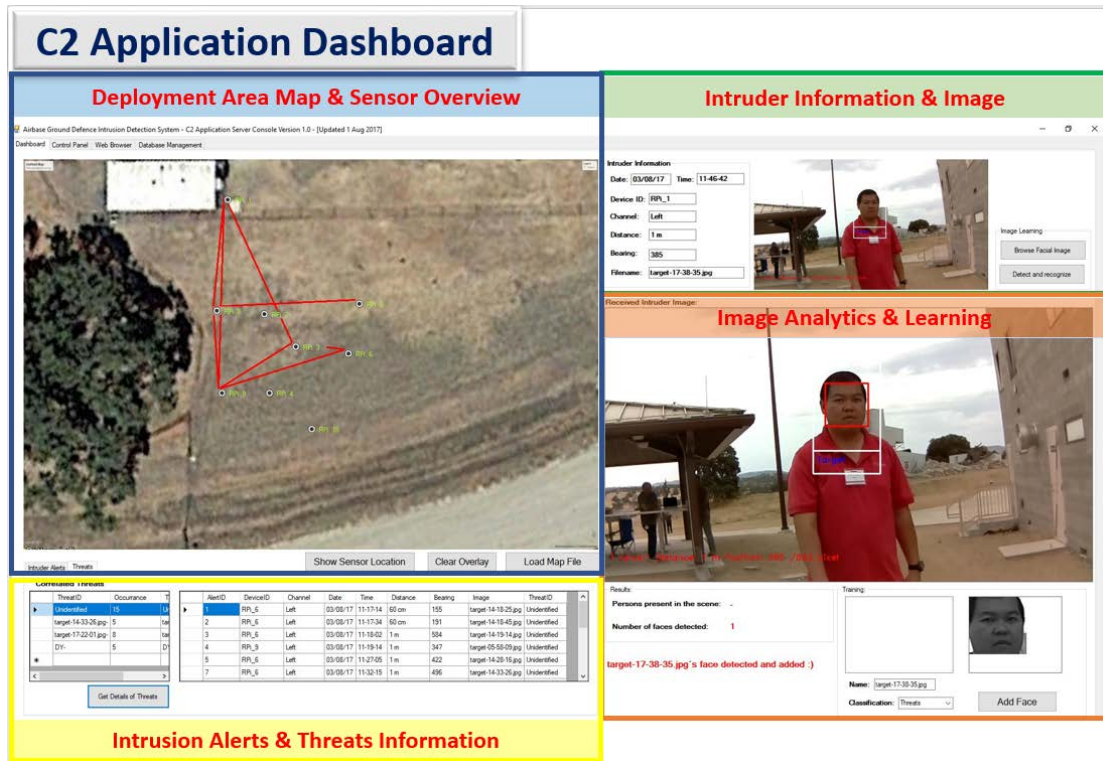 C2 Application Dashboard
Deployment Area Map & Sensor Overview
Airbase Ground Defence Intrusion Detection System - C2 Application Server Console Version 1.0 - [Updated 1 Aug 2017]
Dashboard Control Panel Web Browser Database Management
RPi_5
RPi_3
RPi_6
RPi_9
RPi_4
RPi_10
Show Sensor Location Clear Overlay Load Map File
Intruder Alerts Threats
Correlated Threats
ThreatID Occurrance
Unidentified 15
target-14-33-26.jpg- 5
target-17-22-01.jpg- 8
DY- 5
Get Details of Threats
AlertID DeviceID Channel Date Time Distance Bearing Image ThreatID
1 RPi_6 Left 03/08/17 11-17-14 60 cm 155 target-14-18-25.jpg Unidentified
2 RPi_6 Left 03/08/17 11-17-34 60 cm 191 target-14-18-45.jpg Unidentified
3 RPi_6 Left 03/08/17 11-18-02 1 m 584 target-14-19-14.jpg Unidentified
4 RPi_9 Left 03/08/17 11-19-14 1 m 347 target-05-58-09.jpg Unidentified
5 RPi_6 Left 03/08/17 11-27-05 1 m 422 target-14-28-16.jpg Unidentified
7 RPi_6 Left 03/08/17 11-32-15 1 m 496 target-14-33-26.jpg Unidentified
Intrusion Alerts & Threats Information
Intruder Information & Image
Intruder Information
Date: 03/08/17 Time: 11-46-42
Device ID: RPi_1
Channel: Left
Distance: 1 m
Bearing: 385
Filename: target-17-38-35.jpg
Image Learning
Browse Facial Image
Detect and recognize
Received Intruder Image:
Image Analytics & Learning
target
Results:
Persons present in the scene: -
Number of faces detected: 1
target-17-38-35.jpg's face detected and added :)
Training:
Name: target-17-38-35.jpg
Classification: Threats
Add Face